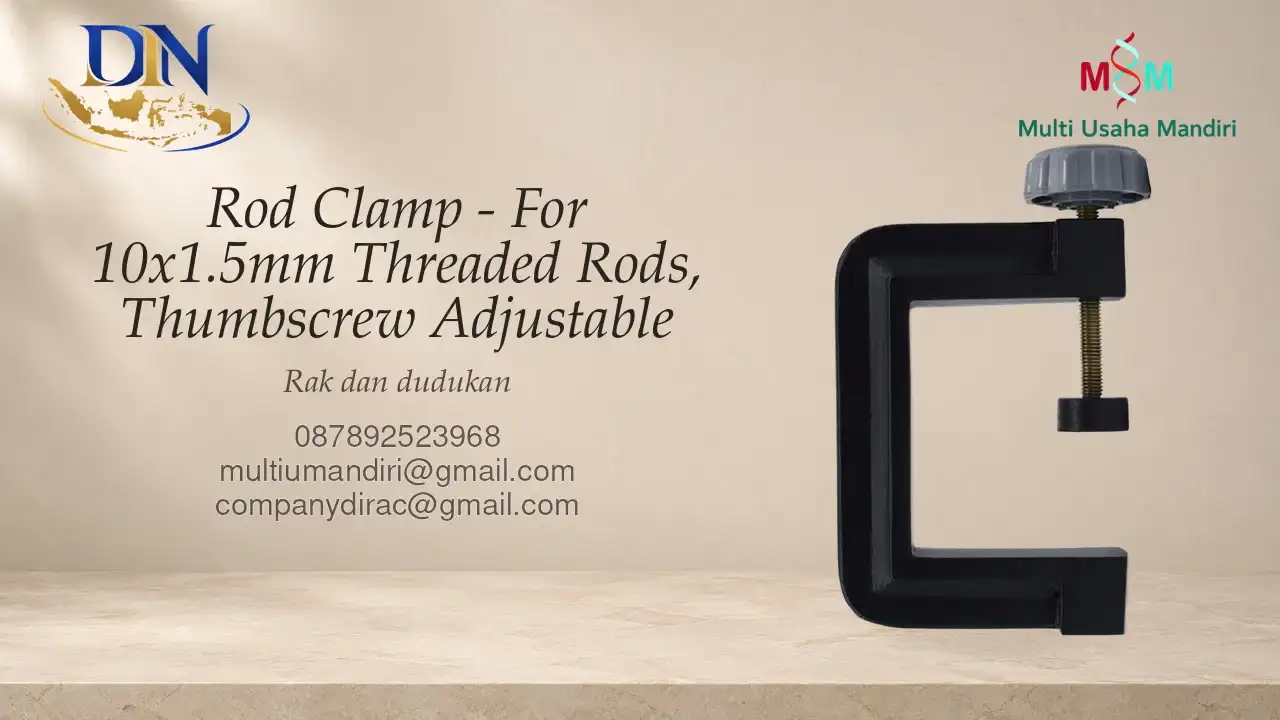 DIN
MSM
Multi Usaha Mandiri
Rod Clamp - For
10x1.5mm Threaded Rods,
Thumbscrew Adjustable
Rak dan dudukan
087892523968
multiumandiri@gmail.com
companydirac@gmail.com